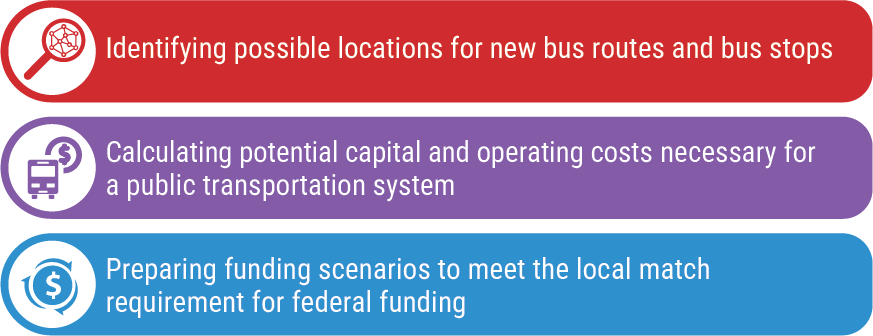 Identifying possible locations for new bus routes and bus stops
$
Calculating potential capital and operating costs necessary for
a public transportation system
$
Preparing funding scenarios to meet the local match
requirement for federal funding